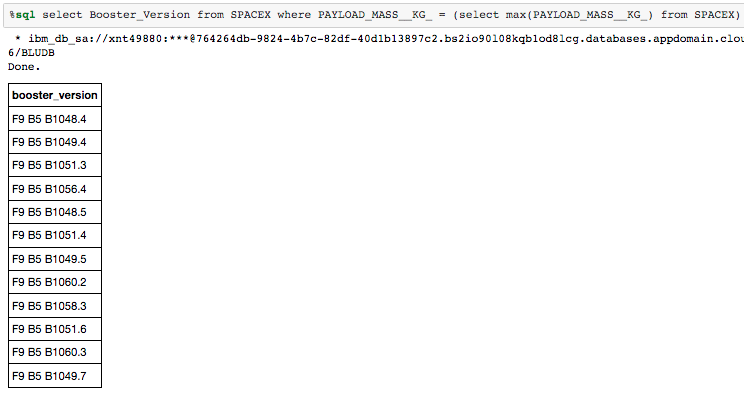 %sql select Booster_Version from SPACEX where PAYLOAD_MASS__KG_ = (select max(PAYLOAD_MASS__KG_) from SPACEX)
* ibm_db_sa://xnt49880:***@764264db-9824-4b7c-82df-40d1b13897c2.bs2io90l08kqb1od8lcg.databases.appdomain.clou
6/BLUDB
Done.
booster_version
F9 B5 B1048.4
F9 B5 B1049.4
F9 B5 B1051.3
F9 B5 B1056.4
F9 B5 B1048.5
F9 B5 B1051.4
F9 B5 B1049.5
F9 B5 B1060.2
F9 B5 B1058.3
F9 B5 B1051.6
F9 B5 B1060.3
F9 B5 B1049.7